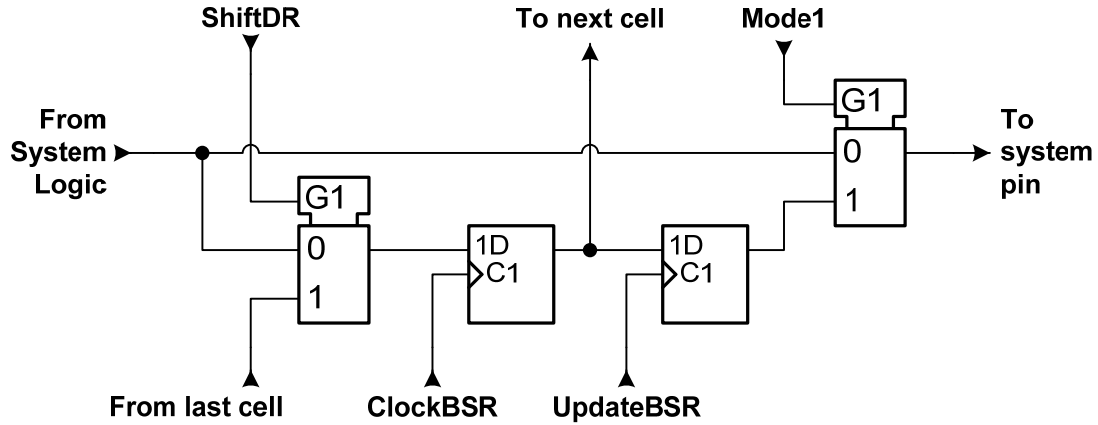 ShiftDR
To next cell
Mode1
From
System
Logic
G1
0
1
To
system
pin
G1
0
1
1D
C1
1D
C1
From last cell
ClockBSR
UpdateBSR